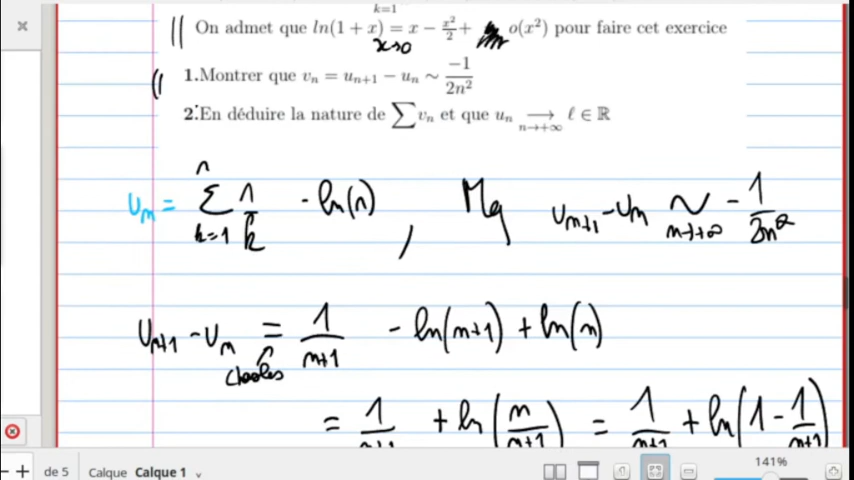 k=1
On admet que ln(1 + x) = x − x²/2 + o(x²) pour faire cet exercice
x→0
1.Montrer que vₙ = uₙ₊₁ − uₙ ∼ −1/2n²
2.En déduire la nature de ∑ vₙ et que uₙ ⟶ ℓ ∈ ℝ
n→+∞
Uₙ = ∑ₖ₌₁ⁿ 1/k - ln(n) , Mq Uₙ₊₁ - Uₙ ∼ - 1/2n²
n→+∞
Uₙ₊₁ - Uₙ = 1/(n+1) - ln(n+1) + ln(n)
chasles
= 1/(n+1) + ln(n/(n+1)) = 1/(n+1) + ln(1 - 1/(n+1))
de 5 Calque Calque 1 141%